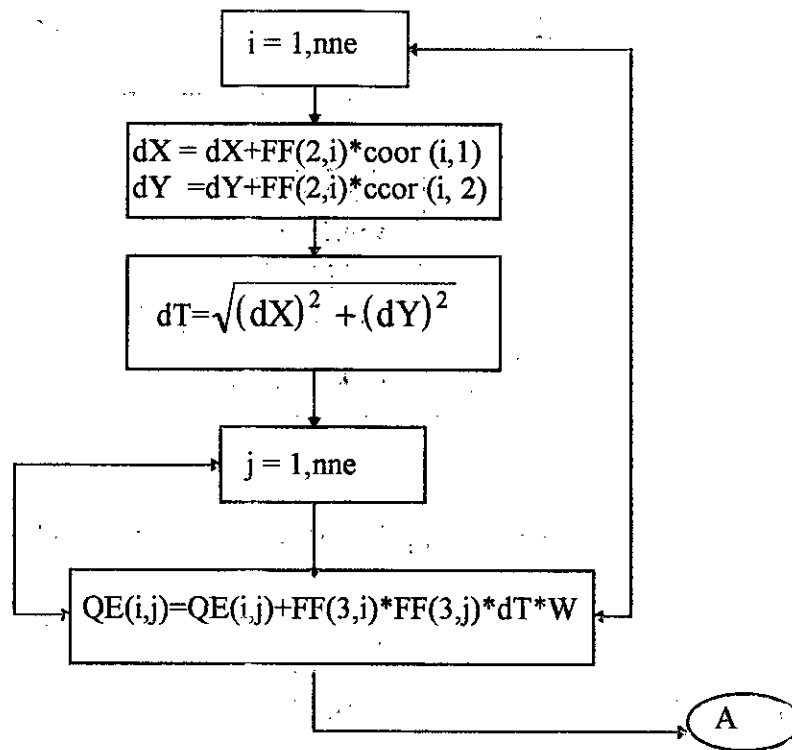 i = 1,nne
dX = dX+FF(2,i)*coor (i,1)
dY =dY+FF(2,i)*ccor (i, 2)
dT=√(dX)² +(dY)²
j = 1,nne
QE(i,j)=QE(i,j)+FF(3,i)*FF(3,j)*dT*W
A